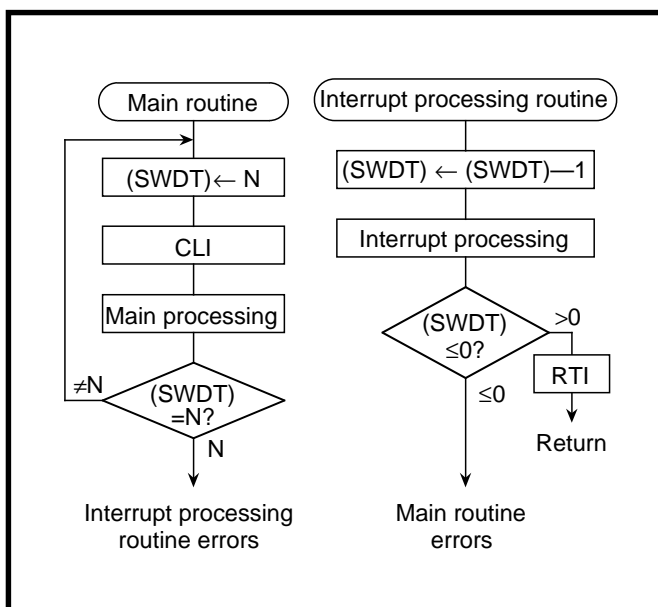 Main routine
(SWDT)← N
CLI
Main processing
≠N
(SWDT)
=N?
N
Interrupt processing
routine errors
Interrupt processing routine
(SWDT) ← (SWDT)—1
Interrupt processing
>0
(SWDT)
≤0?
RTI
≤0
Return
Main routine
errors